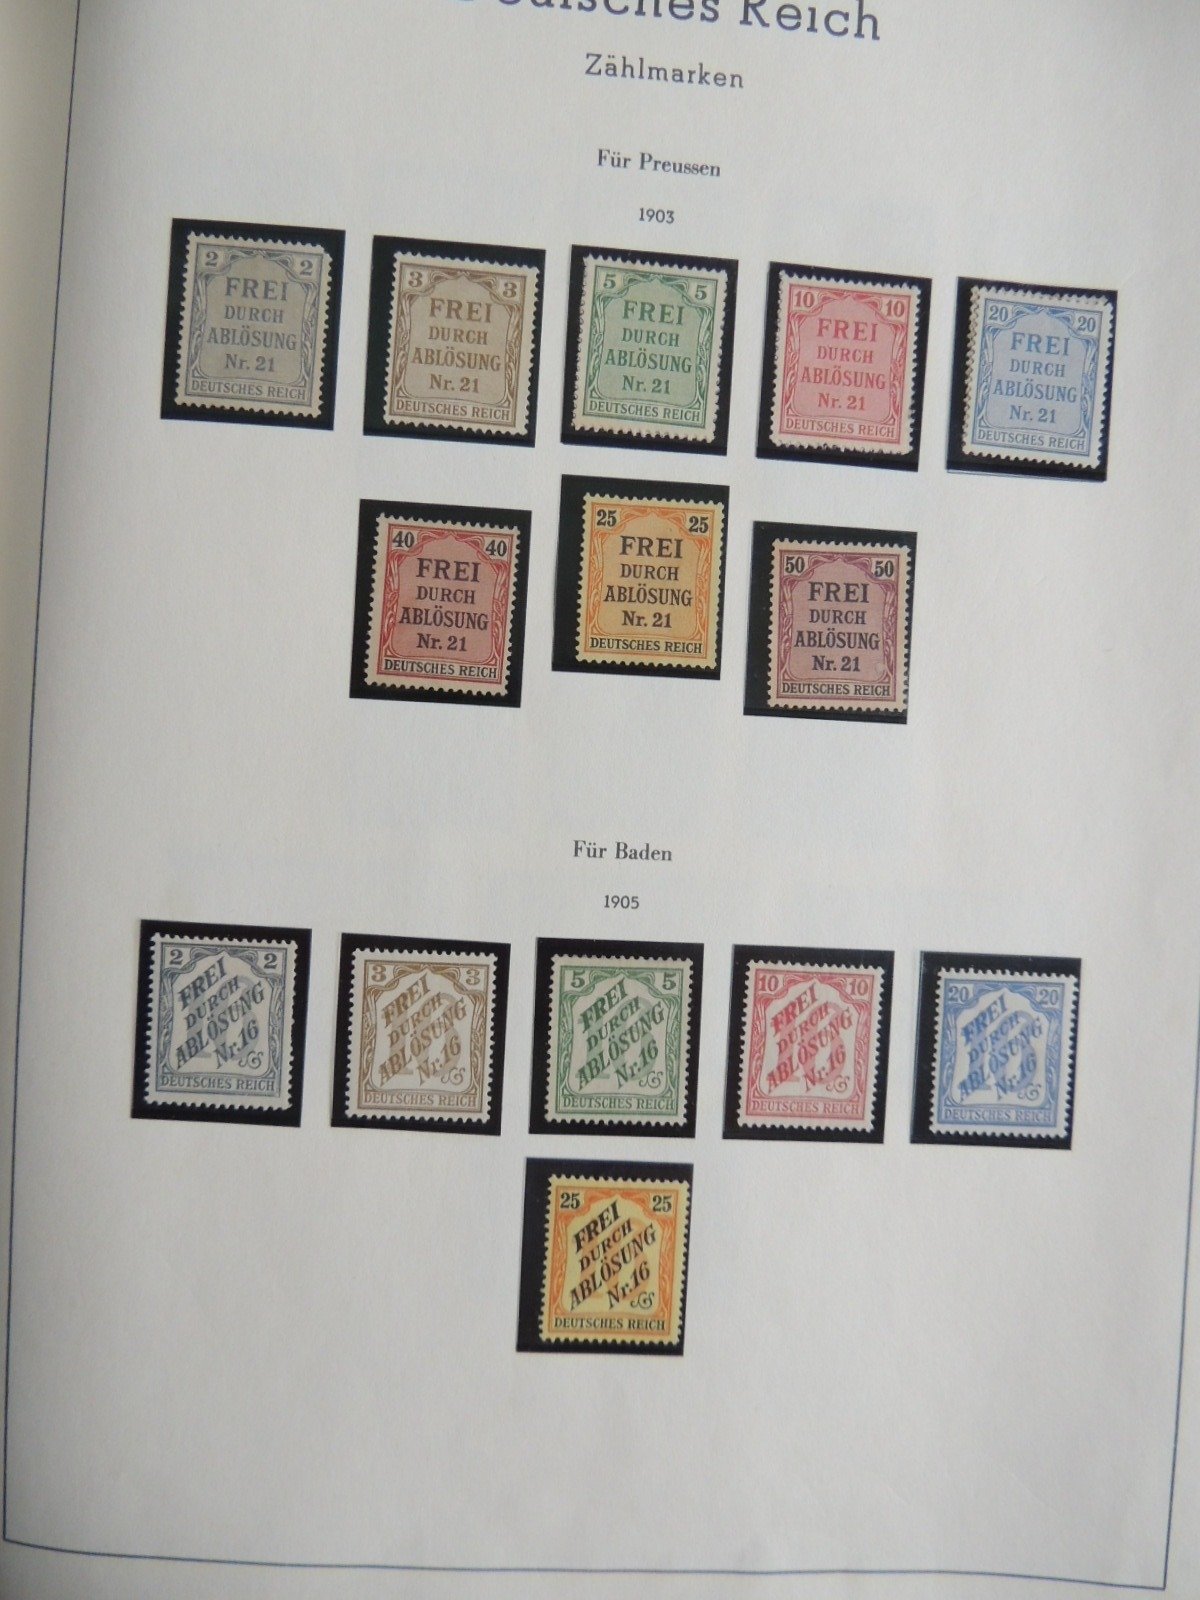 Reich
Zählmarken
Für Preussen
1903
2 2
FREI
DURCH
ABLÖSUNG
Nr. 21
DEUTSCHES REICH
3 3
FREI
DURCH
ABLÖSUNG
Nr. 21
DEUTSCHES REICH
5 5
FREI
DURCH
ABLÖSUNG
Nr. 21
DEUTSCHES REICH
10 10
FREI
DURCH
ABLÖSUNG
Nr. 21
DEUTSCHES REICH
20 20
FREI
DURCH
ABLÖSUNG
Nr. 21
DEUTSCHES REICH
40 40
FREI
DURCH
ABLÖSUNG
Nr. 21
DEUTSCHES REICH
25 25
FREI
DURCH
ABLÖSUNG
Nr. 21
DEUTSCHES REICH
50 50
FREI
DURCH
ABLÖSUNG
Nr. 21
DEUTSCHES REICH
Für Baden
1905
2 2
FREI
DURCH
ABLÖSUNG
Nr. 16
DEUTSCHES REICH
3 3
FREI
DURCH
ABLÖSUNG
Nr. 16
DEUTSCHES REICH
5 5
FREI
DURCH
ABLÖSUNG
Nr. 16
DEUTSCHES REICH
10 10
FREI
DURCH
ABLÖSUNG
Nr. 16
DEUTSCHES REICH
20 20
FREI
DURCH
ABLÖSUNG
Nr. 16
DEUTSCHES REICH
25 25
FREI
DURCH
ABLÖSUNG
Nr. 16
DEUTSCHES REICH